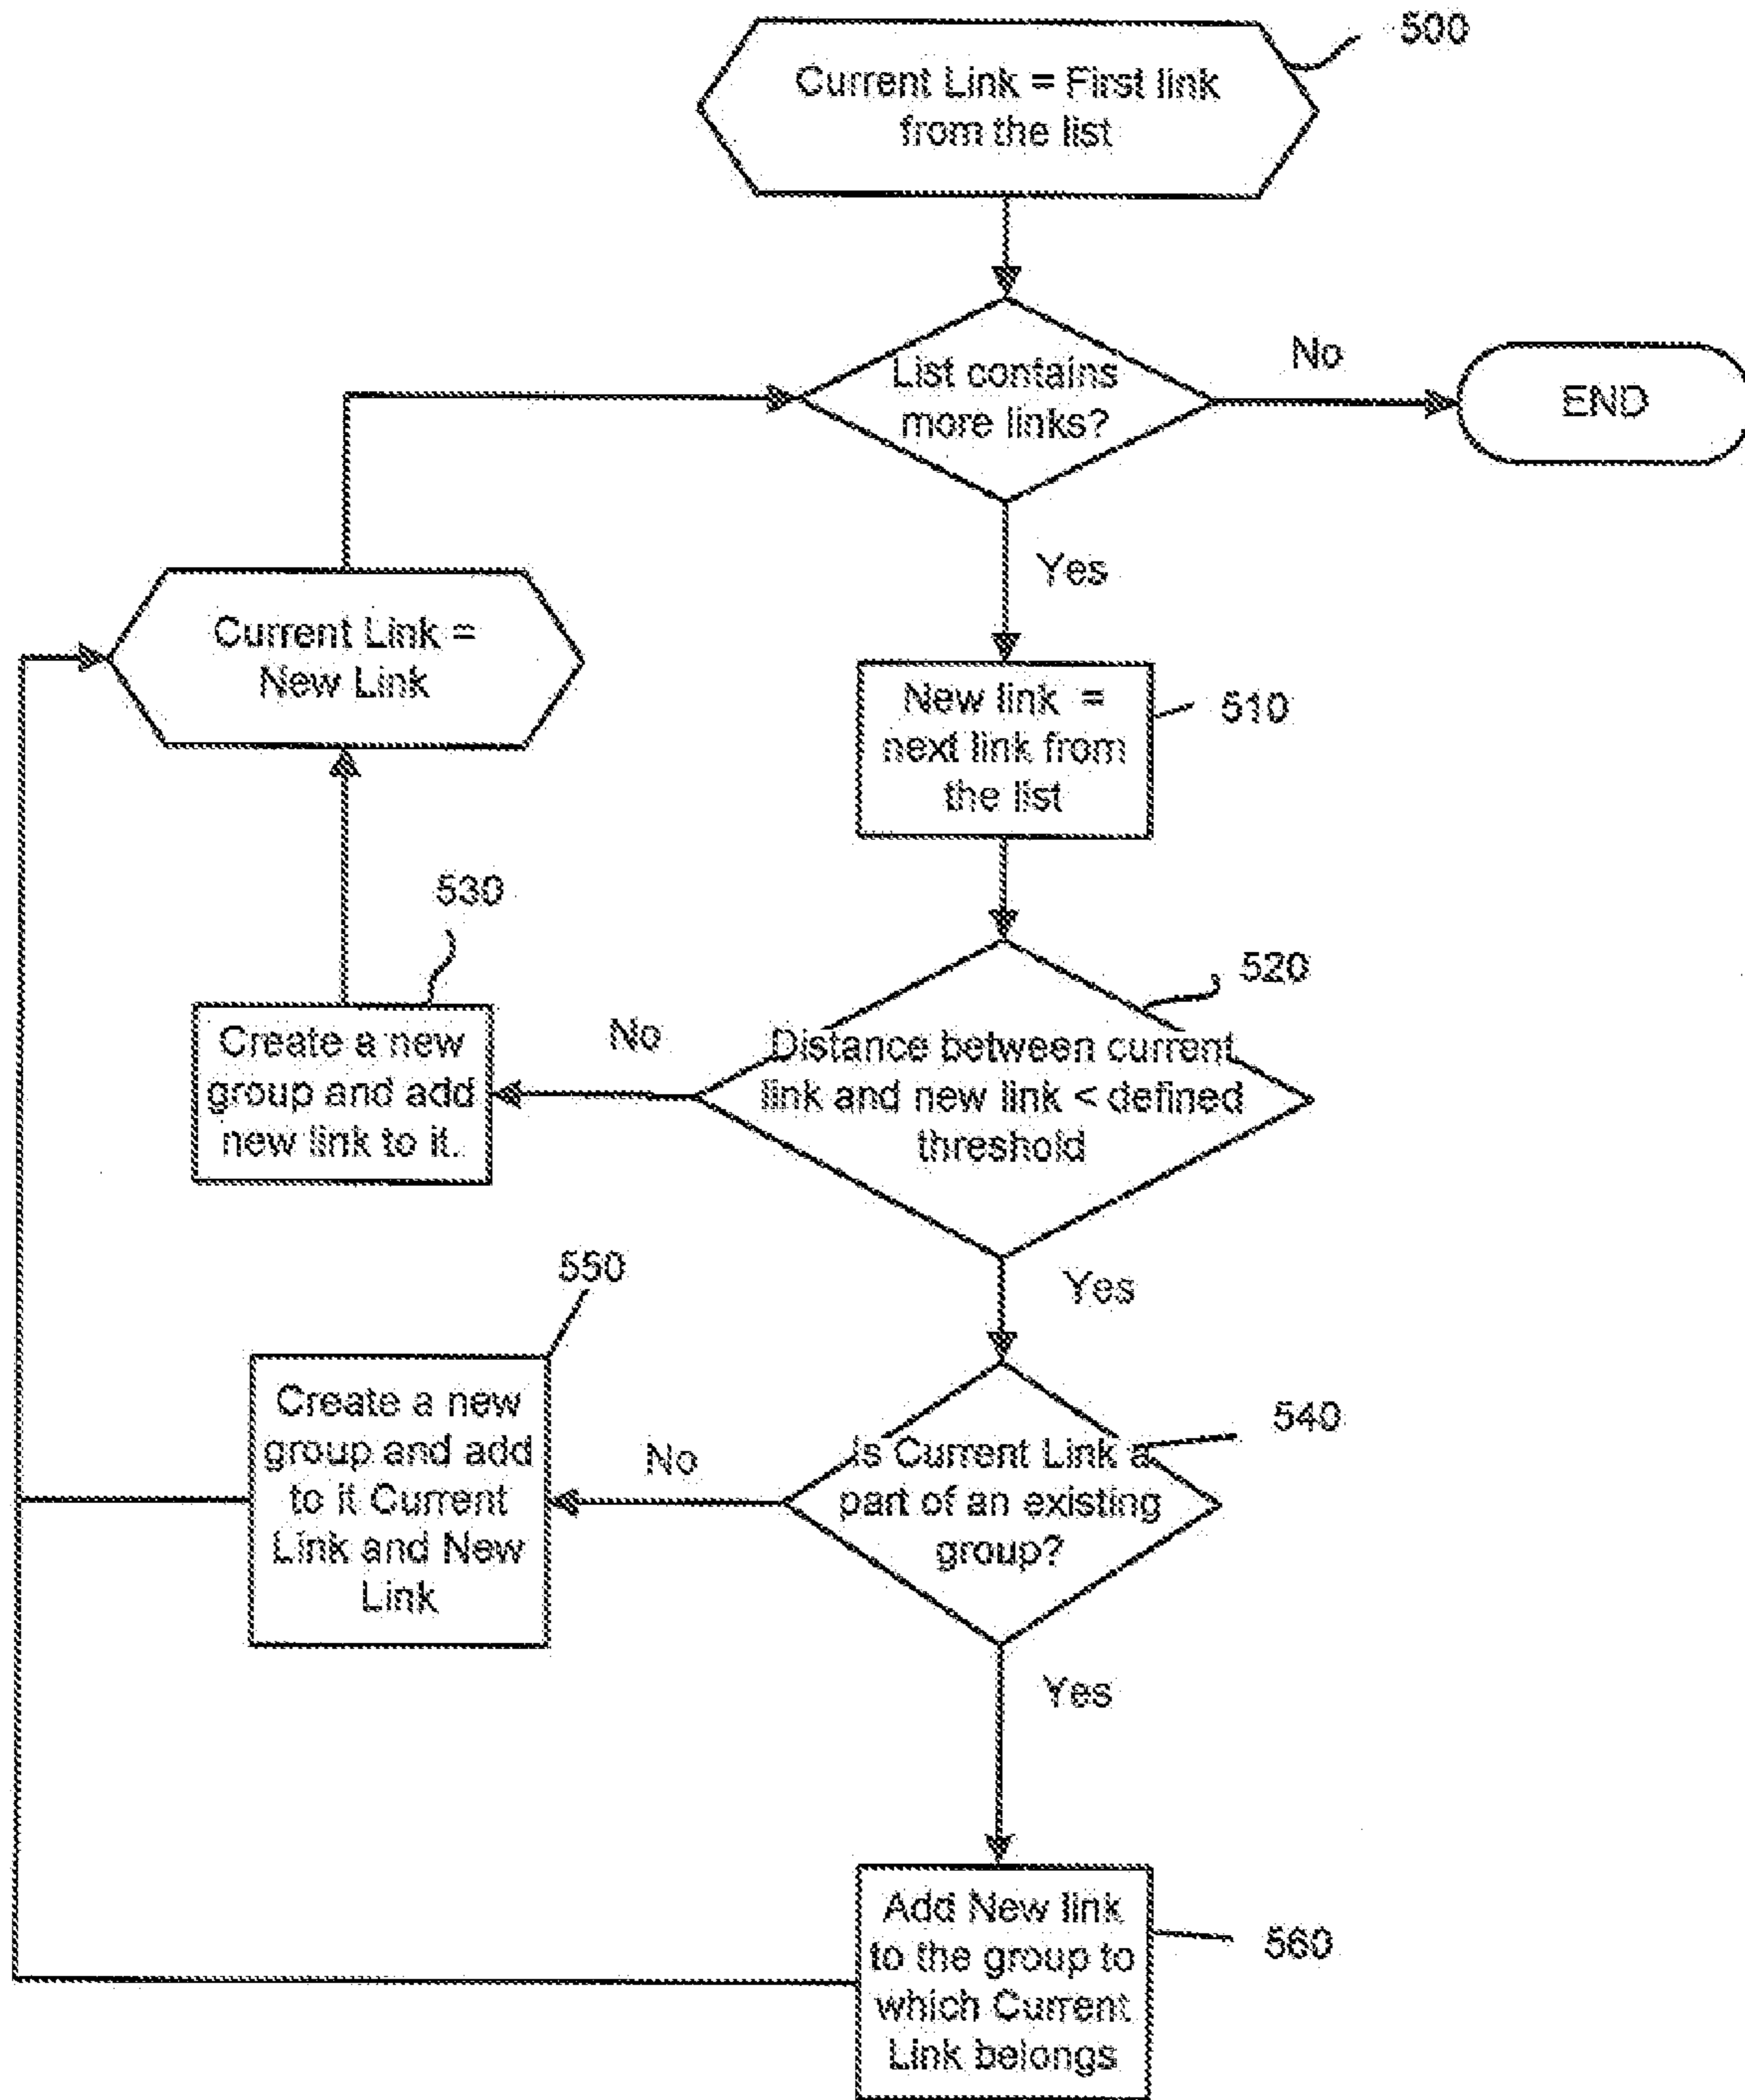 500
Current Link = First link
from the list
List contains
more links?
No
END
Yes
Current Link =
New Link
New link =
next link from
the list
510
530
520
Create a new
group and add
new link to it.
No
Distance between current
link and new link < defined
threshold
Yes
550
Create a new
group and add
to it Current
Link and New
Link
No
540
Is Current Link a
part of an existing
group?
Yes
Add New link
to the group to
which Current
Link belongs
560